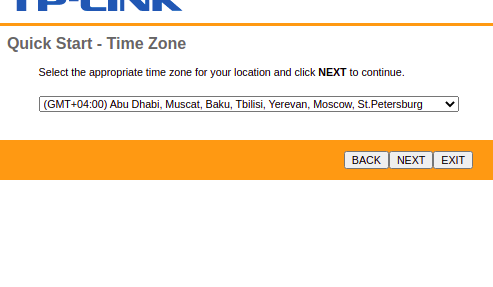 TP-LINK
Quick Start - Time Zone
Select the appropriate time zone for your location and click NEXT to continue.
(GMT+04:00) Abu Dhabi, Muscat, Baku, Tbilisi, Yerevan, Moscow, St.Petersburg
BACK NEXT EXIT